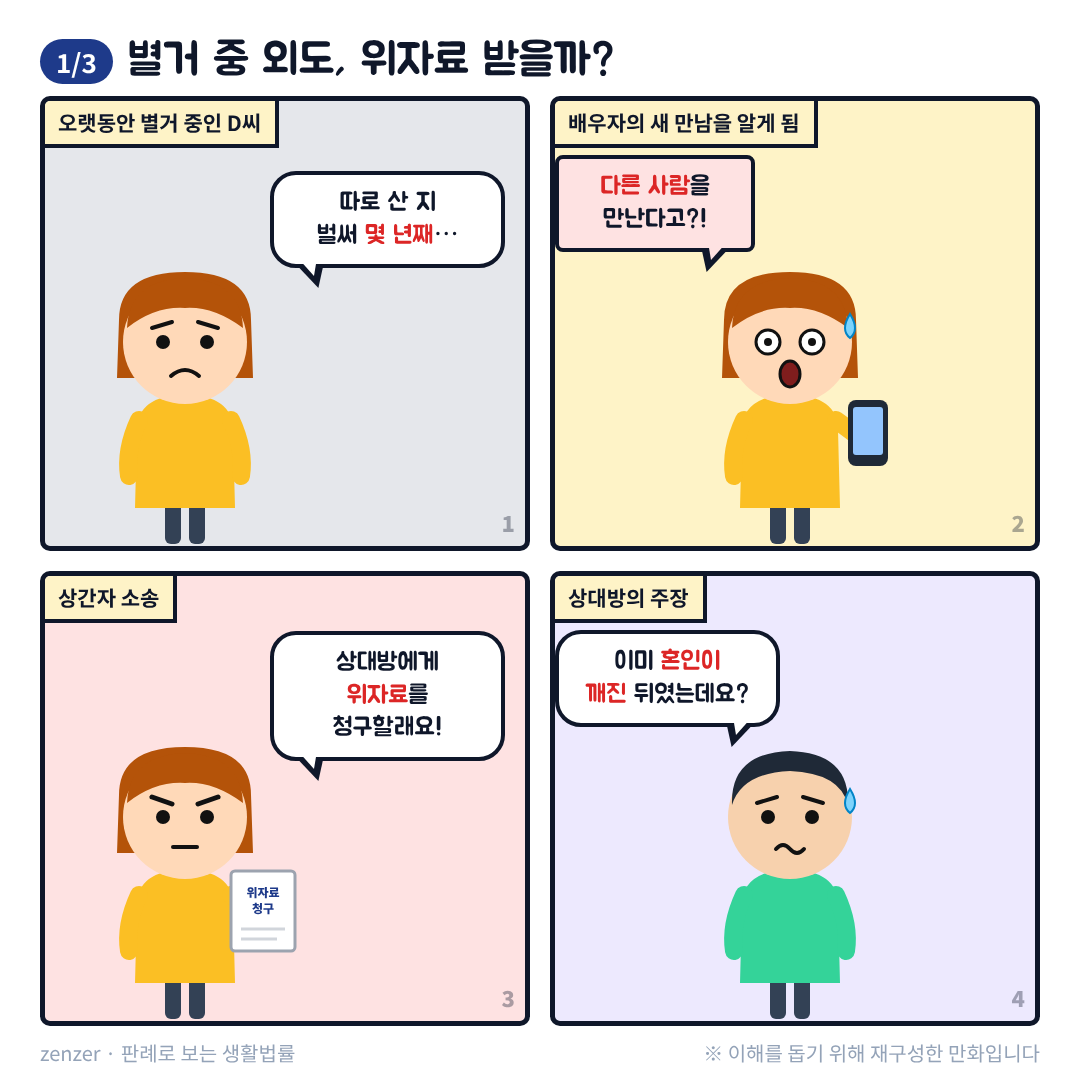 1/3 별거 중 외도, 위자료 받을까?
오랫동안 별거 중인 D씨
따로 산 지
벌써 몇 년째…
1
배우자의 새 만남을 알게 됨
다른 사람을
만난다고?!
2
상간자 소송
상대방에게
위자료를
청구할래요!
위자료
청구
3
상대방의 주장
이미 혼인이
깨진 뒤였는데요?
4
zenzer · 판례로 보는 생활법률
※ 이해를 돕기 위해 재구성한 만화입니다